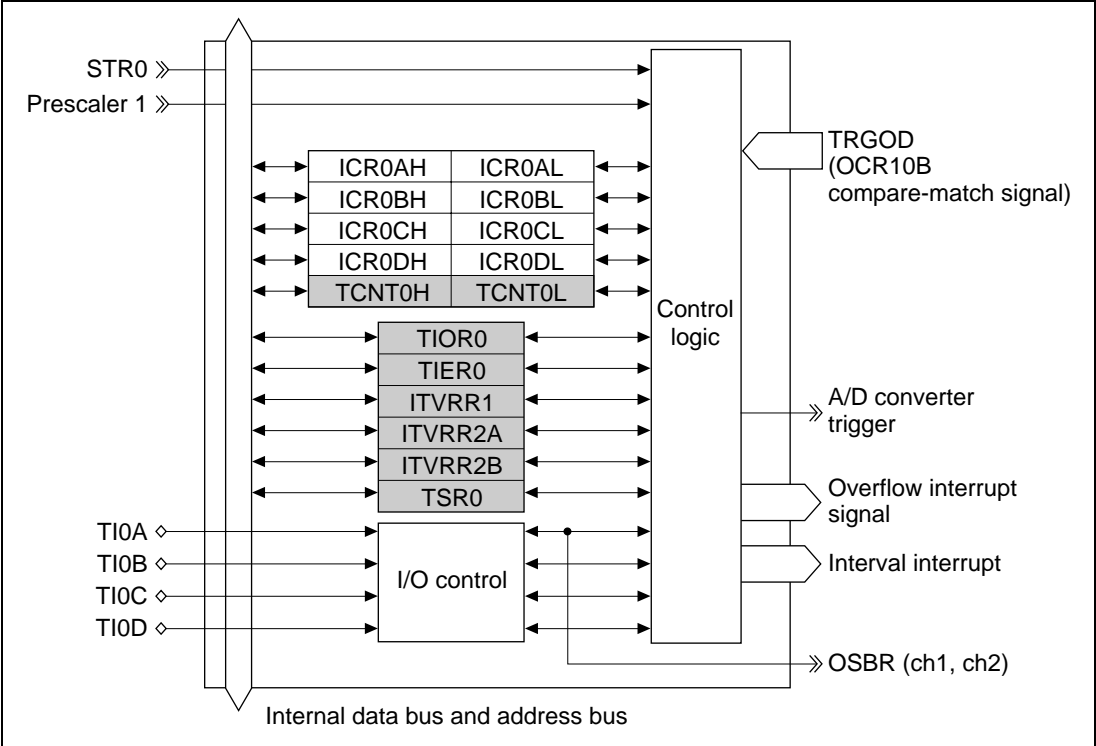 STR0
Prescaler 1
TRGOD
(OCR10B
compare-match signal)
ICR0AH ICR0AL
ICR0BH ICR0BL
ICR0CH ICR0CL
ICR0DH ICR0DL
TCNT0H TCNT0L
Control
logic
TIOR0
TIER0
ITVRR1
ITVRR2A
ITVRR2B
TSR0
A/D converter
trigger
Overflow interrupt
signal
Interval interrupt
TI0A
TI0B
TI0C
TI0D
I/O control
OSBR (ch1, ch2)
Internal data bus and address bus